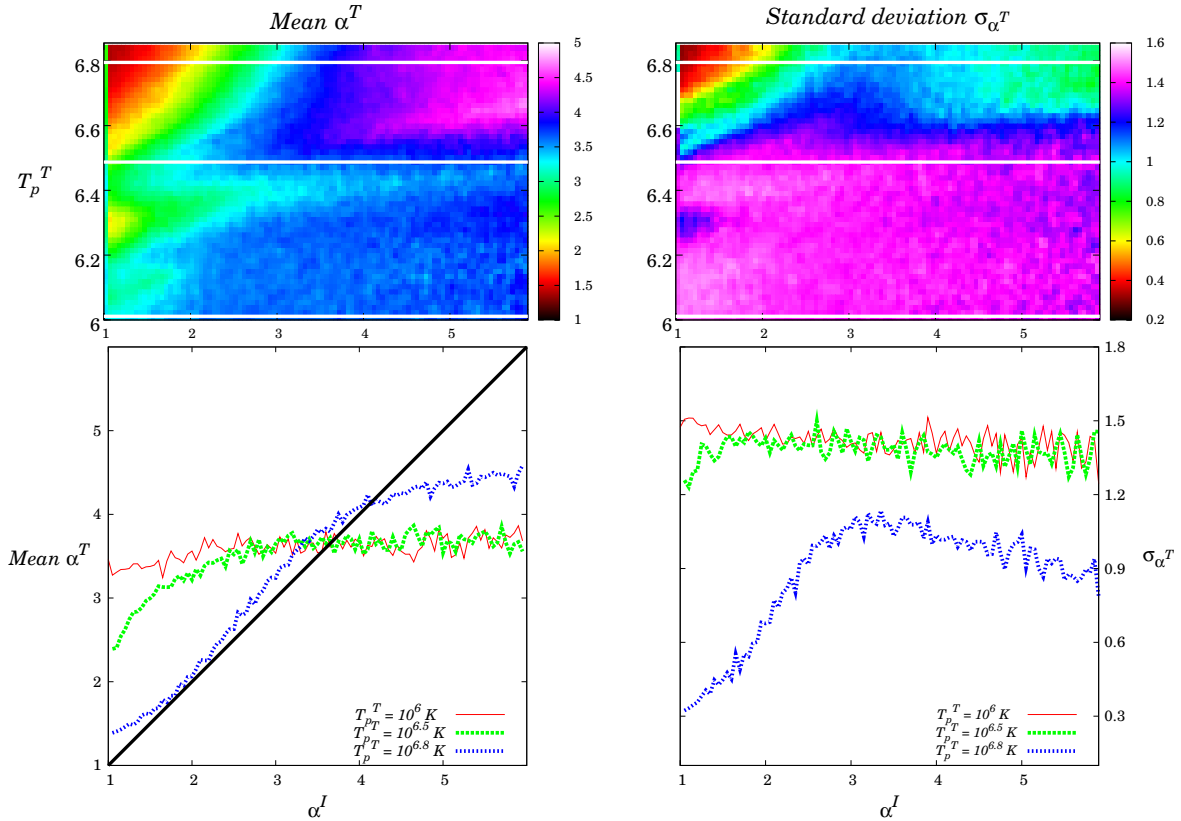 Mean α^T
Standard deviation σ_α^T
6.8
6.6
T_p^T
6.4
6.2
6
1 2 3 4 5
5
4.5
4
3.5
3
2.5
2
1.5
1
6.8
6.6
6.4
6.2
6
1 2 3 4 5
1.6
1.4
1.2
1
0.8
0.6
0.4
0.2
5
4
Mean α^T
3
2
1
1 2 3 4 5
α^I
T_p^T = 10^6 K
T_p^T = 10^6.5 K
T_p^T = 10^6.8 K
1.8
1.5
1.2
0.9
σ_α^T
0.6
0.3
1 2 3 4 5
α^I
T_p^T = 10^6 K
T_p^T = 10^6.5 K
T_p^T = 10^6.8 K